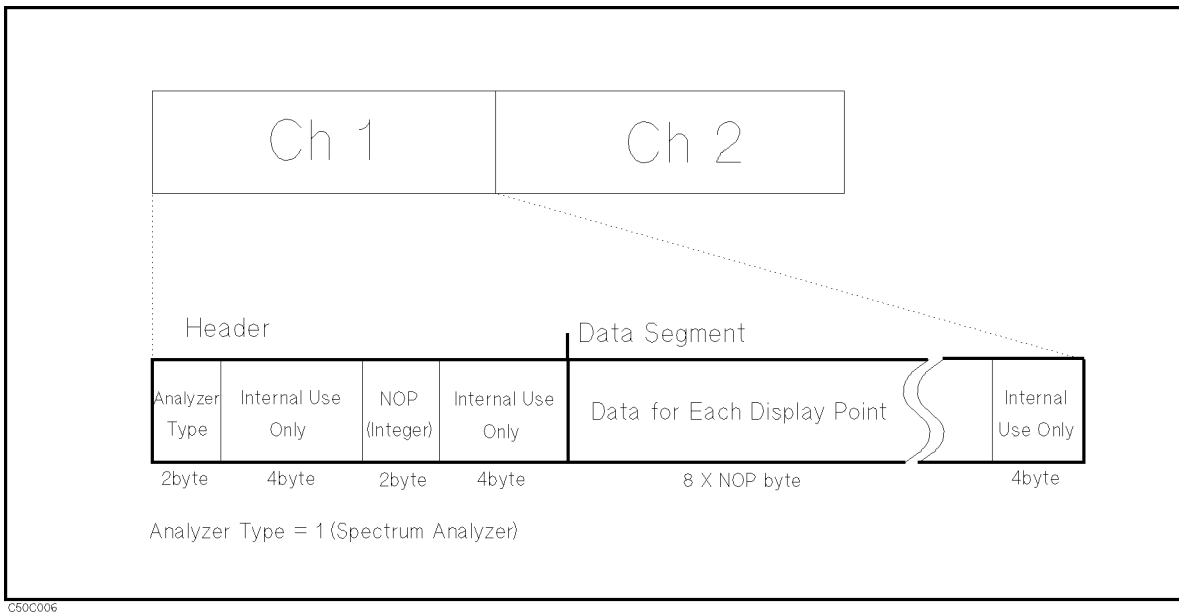 Ch 1
Ch 2
Header
Data Segment
Analyzer
Type
Internal Use
Only
NOP
(Integer)
Internal Use
Only
Data for Each Display Point
Internal
Use Only
2byte
4byte
2byte
4byte
8 X NOP byte
4byte
Analyzer Type = 1 (Spectrum Analyzer)
C50C006